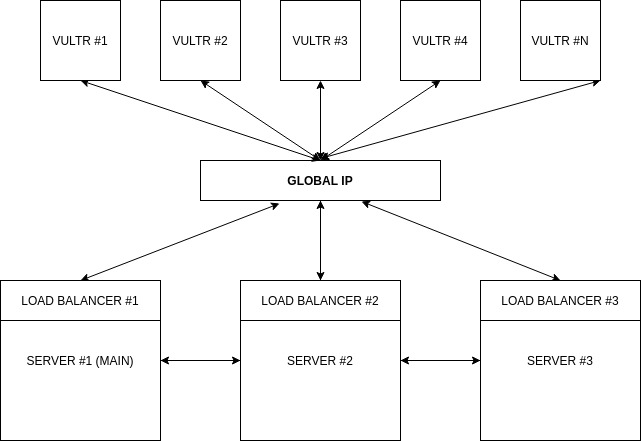 VULTR #1
VULTR #2
VULTR #3
VULTR #4
VULTR #N
GLOBAL IP
LOAD BALANCER #1
LOAD BALANCER #2
LOAD BALANCER #3
SERVER #1 (MAIN)
SERVER #2
SERVER #3